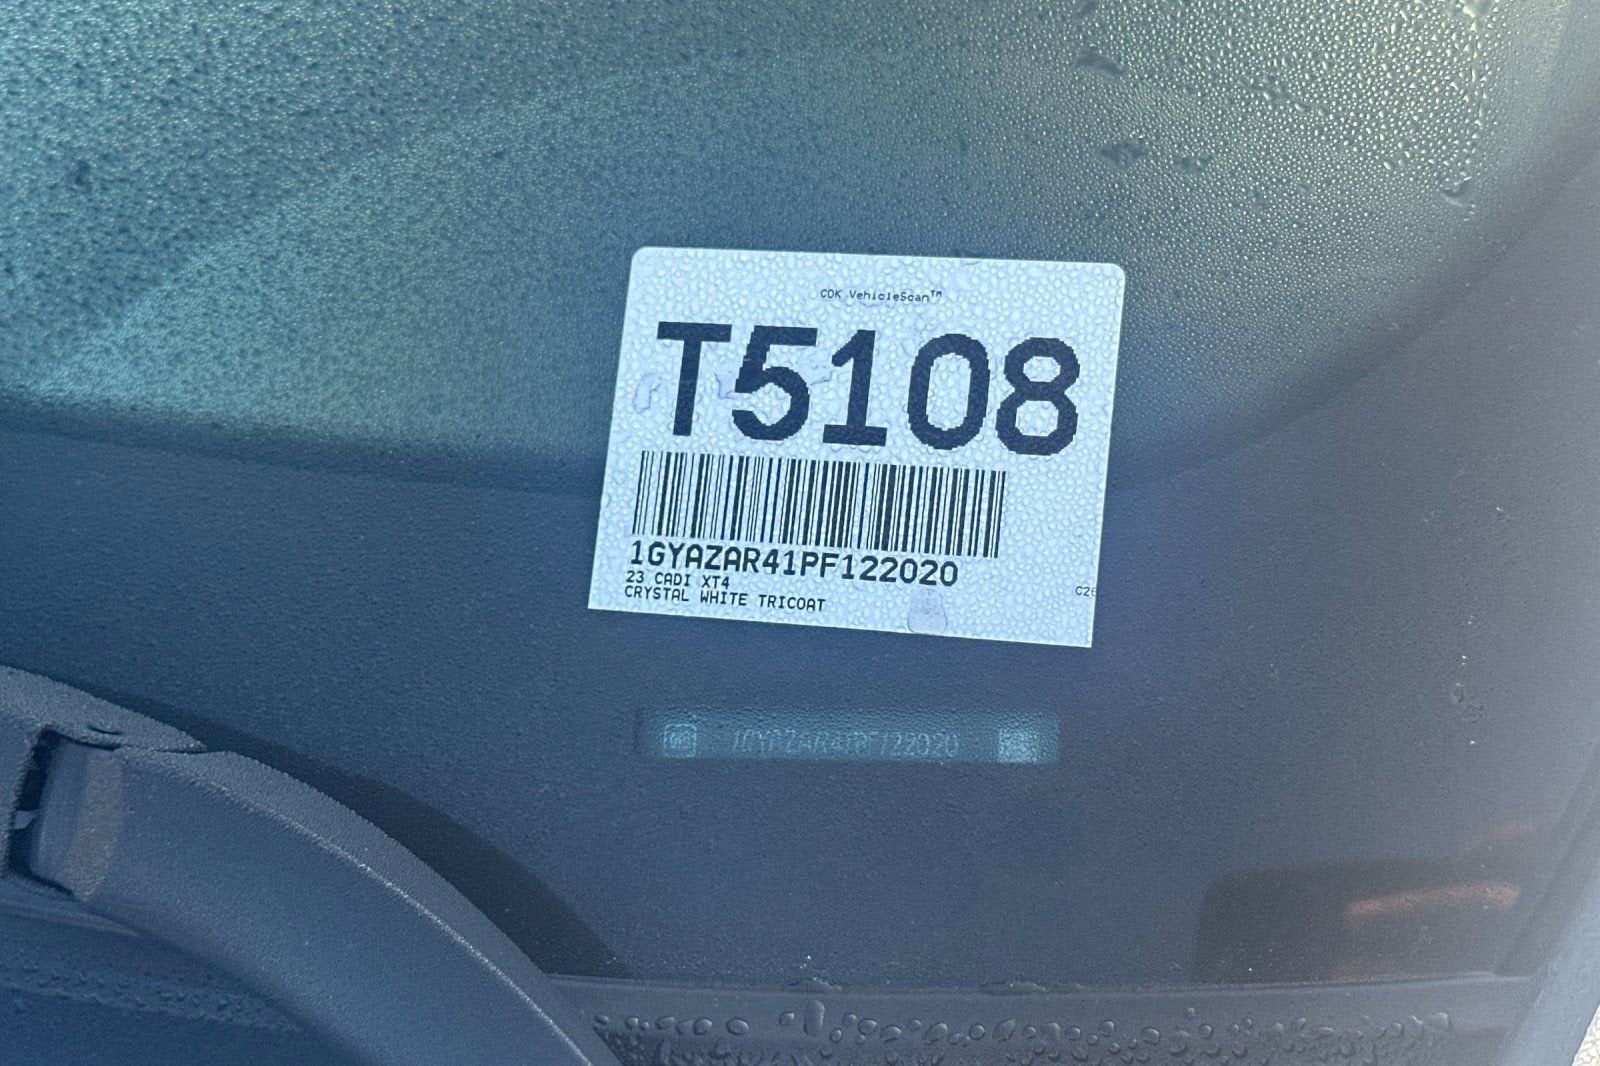 CDK VehicleScan™
T5108
1GYAZAR41PF122020
23 CADI XT4
CRYSTAL WHITE TRICOAT
C26
1GYAZAR41PF122020